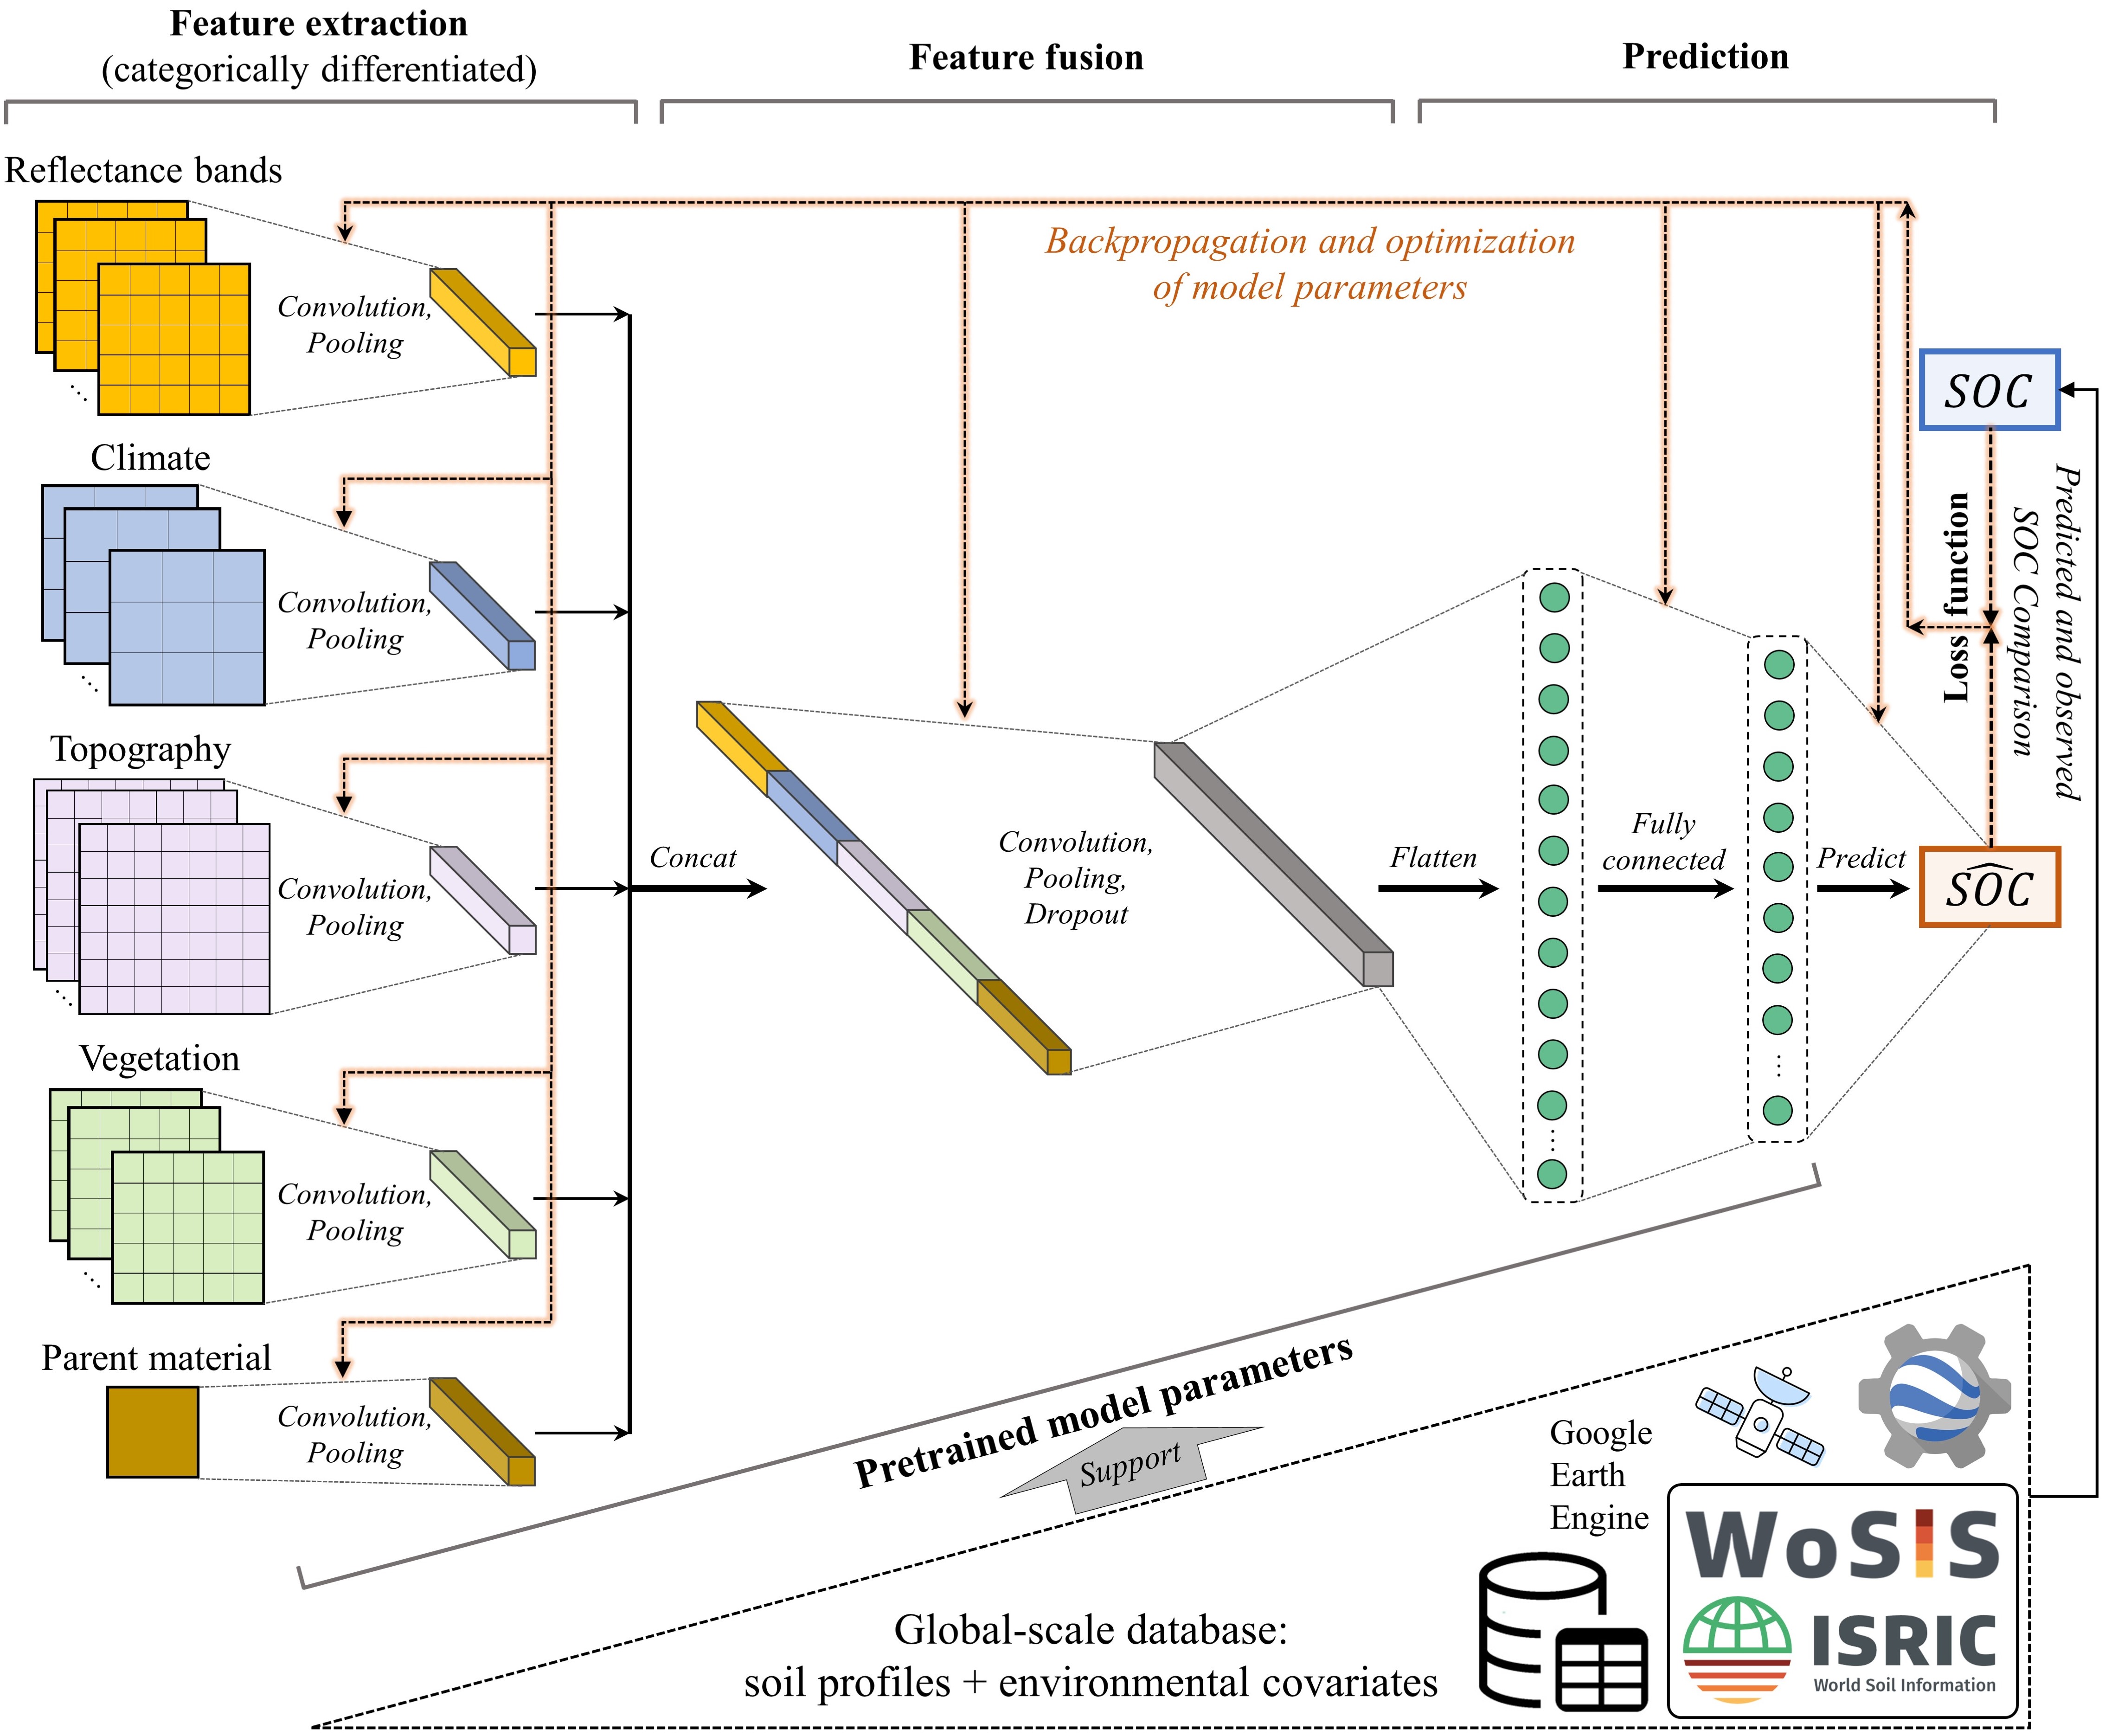 Feature extraction
(categorically differentiated)
Feature fusion
Prediction
Reflectance bands
Convolution,
Pooling
Climate
Convolution,
Pooling
Topography
Convolution,
Pooling
Vegetation
Convolution,
Pooling
Parent material
Convolution,
Pooling
Backpropagation and optimization
of model parameters
Concat
Convolution,
Pooling,
Dropout
Flatten
Fully
connected
Predict
SOC
Loss function
Predicted and observed
SOC Comparison
SOC
Pretrained model parameters
Support
Google
Earth
Engine
WoSIS
ISRIC
World Soil Information
Global-scale database:
soil profiles + environmental covariates